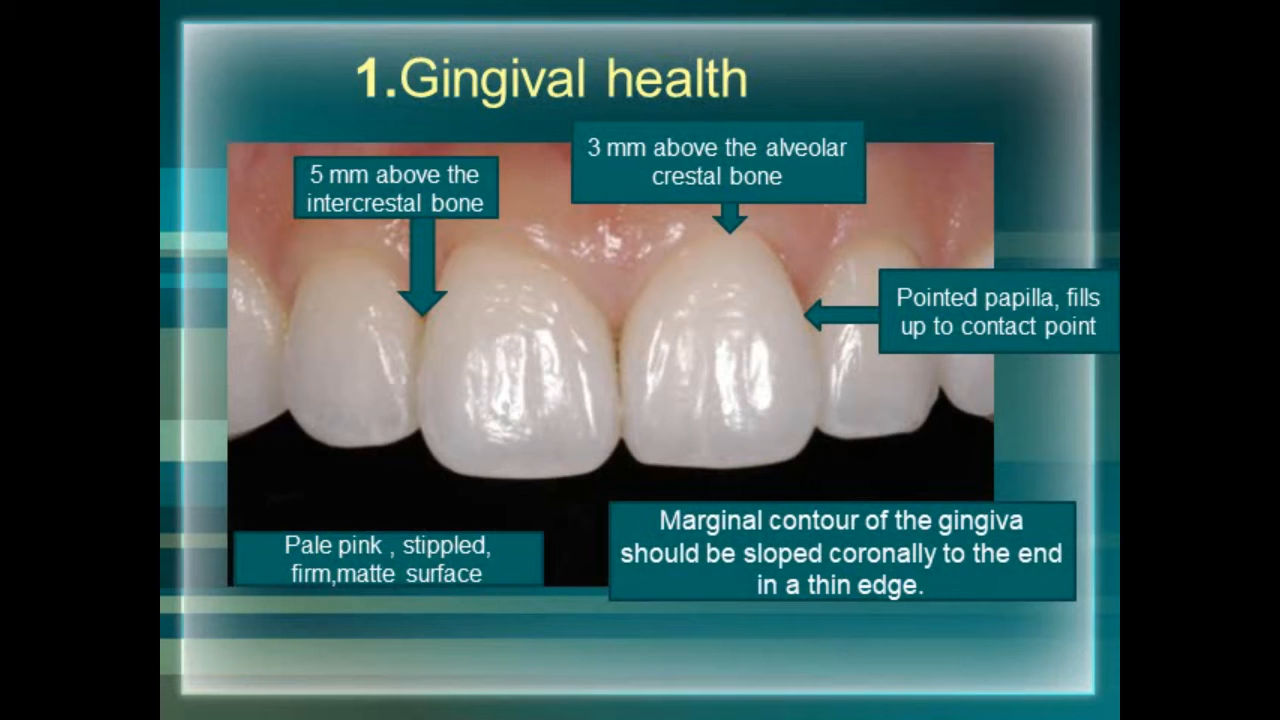 1.Gingival health
5 mm above the
intercrestal bone
3 mm above the alveolar
crestal bone
Pointed papilla, fills
up to contact point
Pale pink , stippled,
firm,matte surface
Marginal contour of the gingiva
should be sloped coronally to the end
in a thin edge.